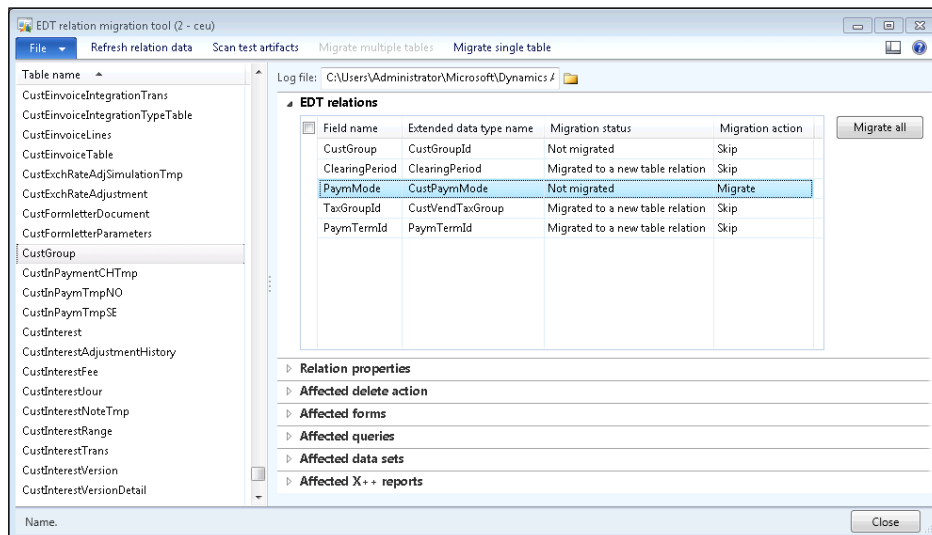 EDT relation migration tool (2 - ceu)
File Refresh relation data Scan test artifacts Migrate multiple tables Migrate single table
Table name
CustEinvoiceIntegrationTrans
CustEinvoiceIntegrationTypeTable
CustEinvoiceLines
CustEinvoiceTable
CustExchRateAdjSimulationTmp
CustExchRateAdjustment
CustFormletterDocument
CustFormletterParameters
CustGroup
CustInPaymentCHTmp
CustInPaymTmpNO
CustInPaymTmpSE
CustInterest
CustInterestAdjustmentHistory
CustInterestFee
CustInterestJour
CustInterestNoteTmp
CustInterestRange
CustInterestTrans
CustInterestVersion
CustInterestVersionDetail
Log file: C:\Users\Administrator\Microsoft\Dynamics A
EDT relations
Field name Extended data type name Migration status Migration action
CustGroup CustGroupId Not migrated Skip
ClearingPeriod ClearingPeriod Migrated to a new table relation Skip
PaymMode CustPaymMode Not migrated Migrate
TaxGroupId CustVendTaxGroup Migrated to a new table relation Skip
PaymTermId PaymTermId Migrated to a new table relation Skip
Migrate all
Relation properties
Affected delete action
Affected forms
Affected queries
Affected data sets
Affected X++ reports
Name.
Close